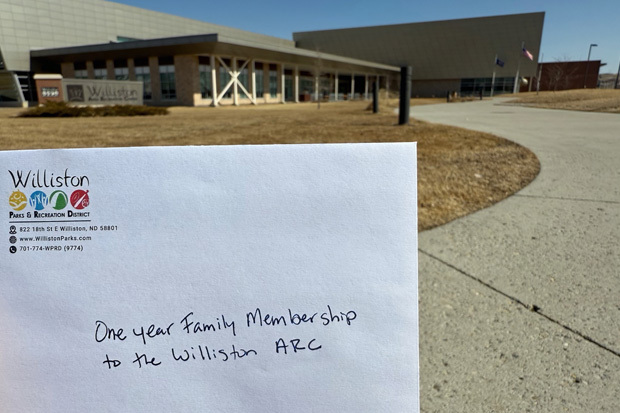 Williston
Williston
PARKS & RECREATION DISTRICT
822 18th St E Williston, ND 58801
www.WillistonParks.com
701-774-WPRD (9774)
One year Family Membership
to the Williston ARC